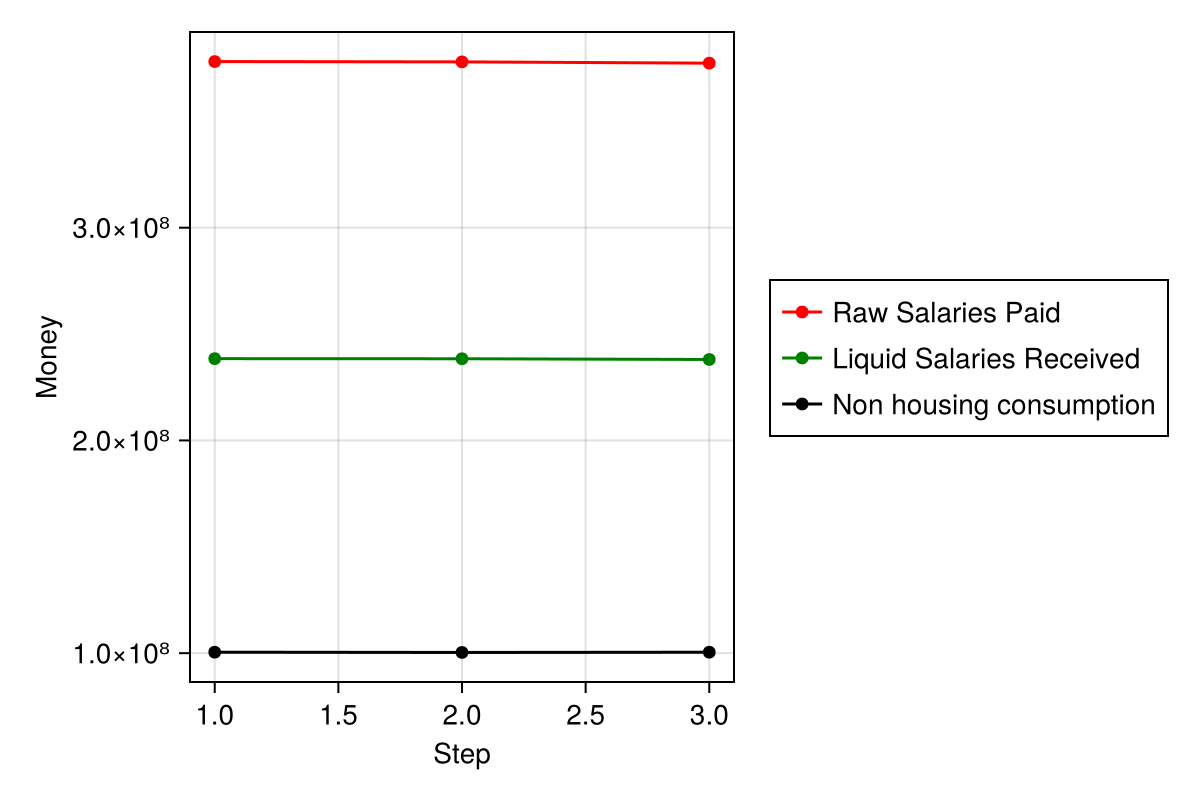 3.0×10⁸
2.0×10⁸
1.0×10⁸
Money
1.0 1.5 2.0 2.5 3.0
Step
Raw Salaries Paid
Liquid Salaries Received
Non housing consumption